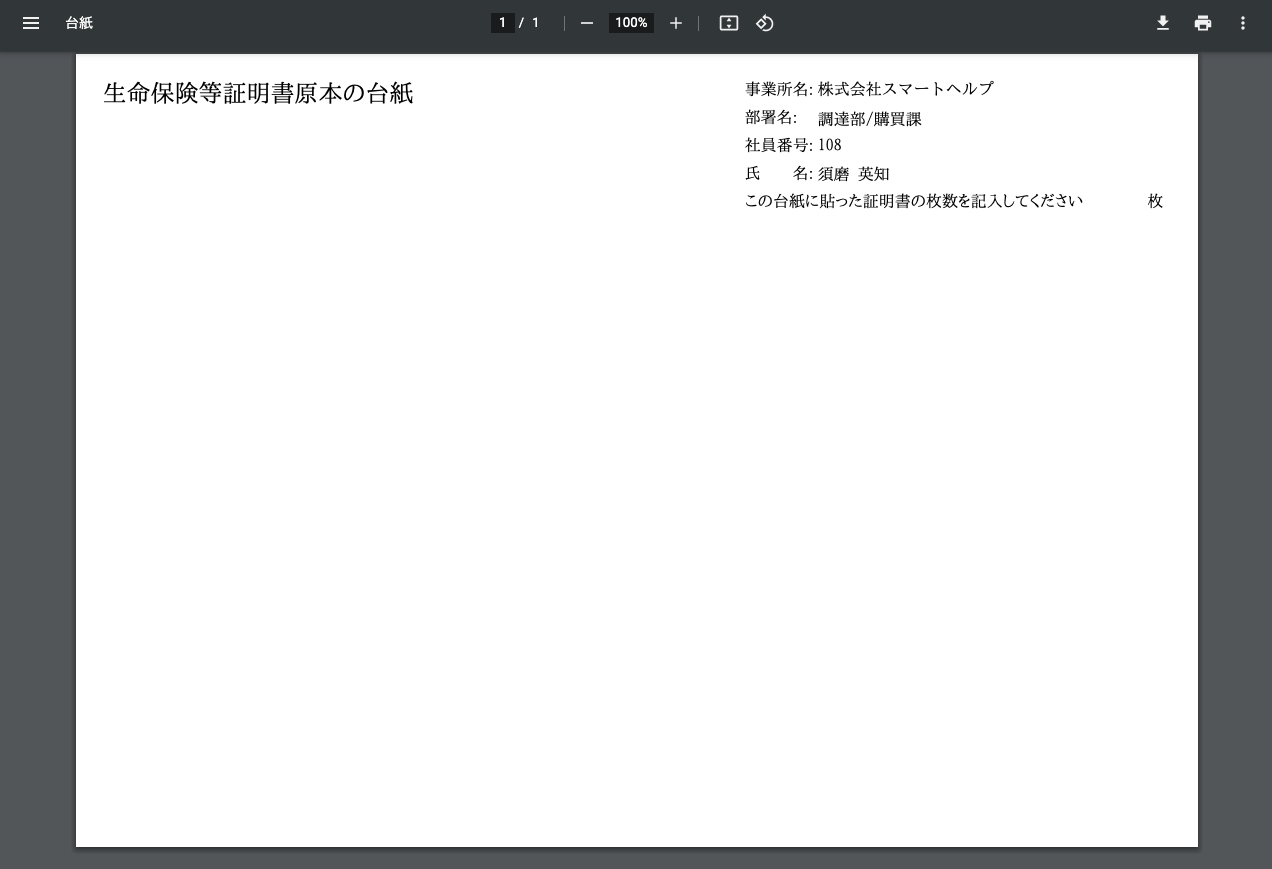 台紙
1 / 1
100%
生命保険等証明書原本の台紙
事業所名: 株式会社スマートヘルプ
部署名: 調達部/購買課
社員番号: 108
氏　　名: 須磨 英知
この台紙に貼った証明書の枚数を記入してください　　　　枚